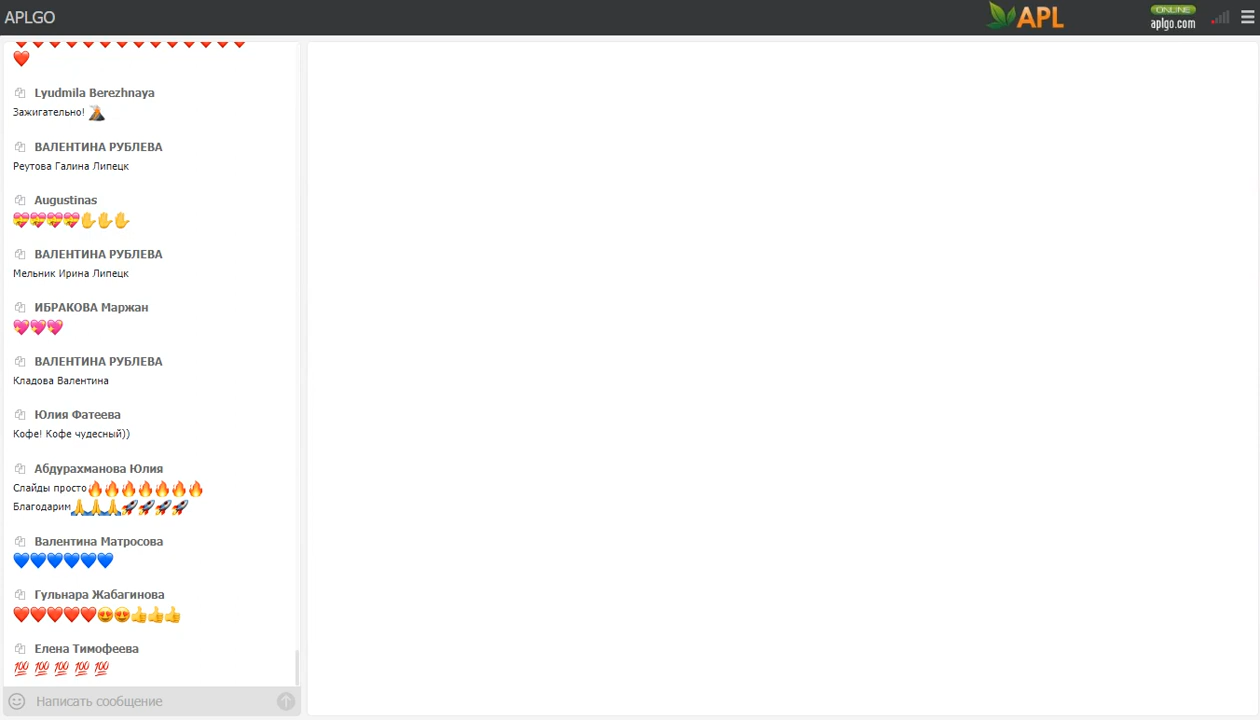 APLGO
APL
ONLINE
aplgo.com
Lyudmila Berezhnaya
Зажигательно! 🌋
ВАЛЕНТИНА РУБЛЕВА
Реутова Галина Липецк
Augustinas
💝💝💝💝✋✋✋
ВАЛЕНТИНА РУБЛЕВА
Мельник Ирина Липецк
ИБРАКОВА Маржан
💖💖💖
ВАЛЕНТИНА РУБЛЕВА
Кладова Валентина
Юлия Фатеева
Кофе! Кофе чудесный))
Абдурахманова Юлия
Слайды просто🔥🔥🔥🔥🔥🔥🔥
Благодарим🙏🙏🙏🚀🚀🚀🚀
Валентина Матросова
💙💙💙💙💙💙
Гульнара Жабагинова
❤️❤️❤️❤️❤️😍😍👍👍👍
Елена Тимофеева
💯 💯 💯 💯 💯
Написать сообщение